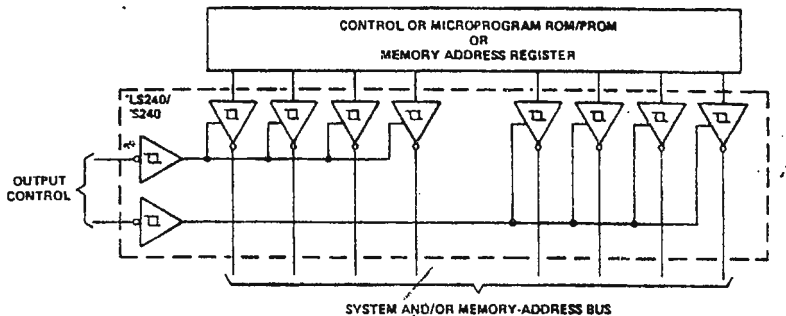 CONTROL OR MICROPROGRAM ROM/PROM
OR
MEMORY ADDRESS REGISTER
'LS240/
'S240
OUTPUT
CONTROL
SYSTEM AND/OR MEMORY-ADDRESS BUS